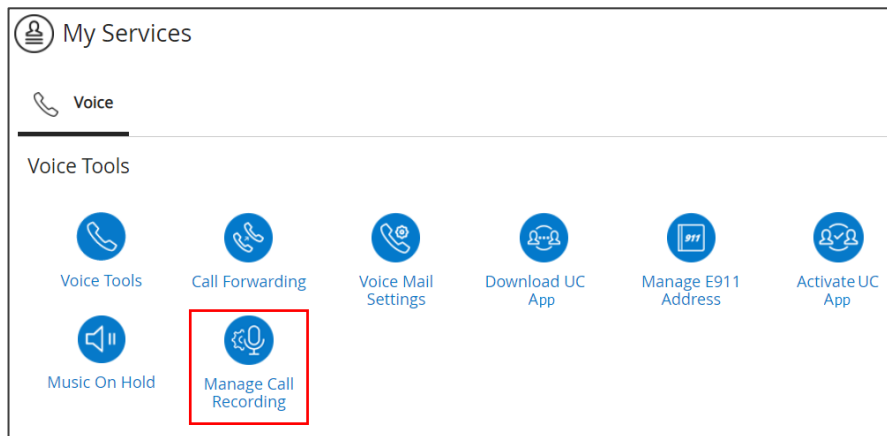 My Services
Voice
Voice Tools
Voice Tools
Call Forwarding
Voice Mail
Settings
Download UC
App
911
Manage E911
Address
Activate UC
App
Music On Hold
Manage Call
Recording